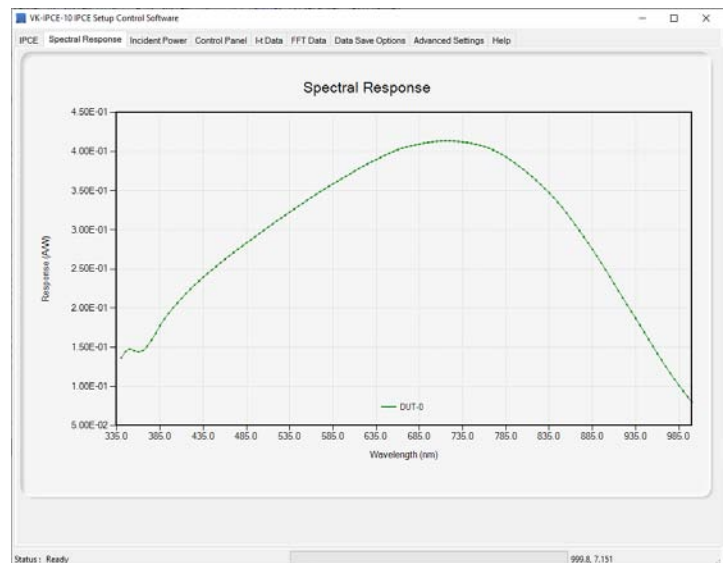 VK-IPCE-10 IPCE Setup Control Software
IPCE Spectral Response Incident Power Control Panel I-t Data FFT Data Data Save Options Advanced Settings Help
Spectral Response
4.50E-01
4.00E-01
3.50E-01
3.00E-01
2.50E-01
2.00E-01
1.50E-01
1.00E-01
5.00E-02
Response (A/W)
DUT-0
335.0 385.0 435.0 485.0 535.0 585.0 635.0 685.0 735.0 785.0 835.0 885.0 935.0 985.0
Wavelength (nm)
Status : Ready
999.8, 7.151